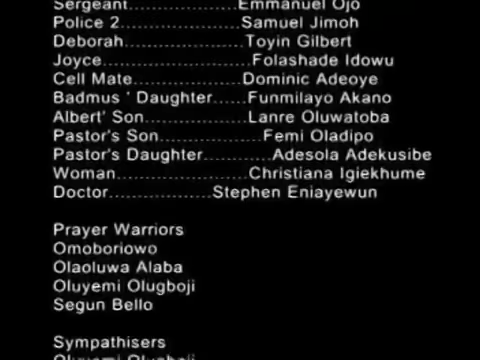 Sergeant....................Emmanuel Ojo
Police 2......................Samuel Jimoh
Deborah......................Toyin Gilbert
Joyce...........................Folashade Idowu
Cell Mate....................Dominic Adeoye
Badmus ' Daughter......Funmilayo Akano
Albert' Son...................Lanre Oluwatoba
Pastor's Son...................Femi Oladipo
Pastor's Daughter............Adesola Adekusibe
Woman........................Christiana Igiekhume
Doctor..................Stephen Eniayewun
Prayer Warriors
Omoboriowo
Olaoluwa Alaba
Oluyemi Olugboji
Segun Bello
Sympathisers
Oluyemi Olugboji